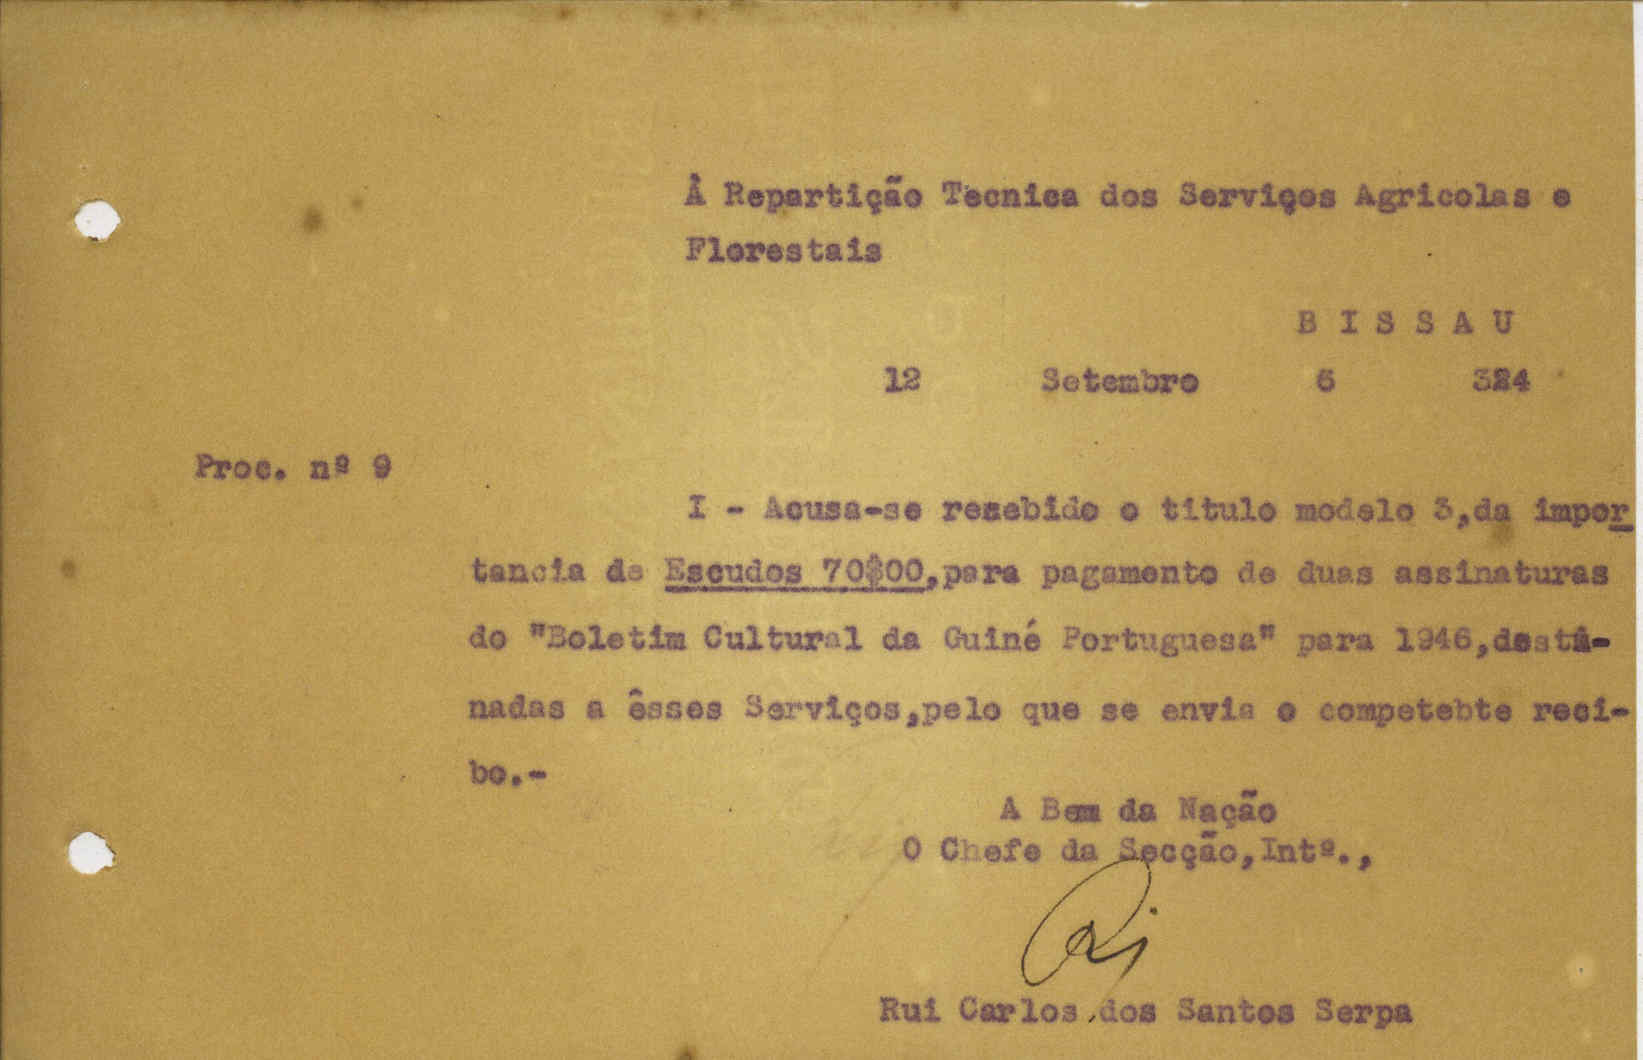 À Repartição Tecnica dos Serviços Agricolas e
Florestais
B I S S A U
12 Setembro 6 324
Proc. nº 9
I - Acusa-se recebido o titulo modelo 3,da impor
tancia de Escudos 70$00,para pagamento de duas assinaturas
do "Boletim Cultural da Guiné Portuguesa" para 1946,desti-
nadas a êsses Serviços,pelo que se envia o competebte reci-
bo.-
A Bem da Nação
O Chefe da Secção,Intº.,
Rui Carlos dos Santos Serpa